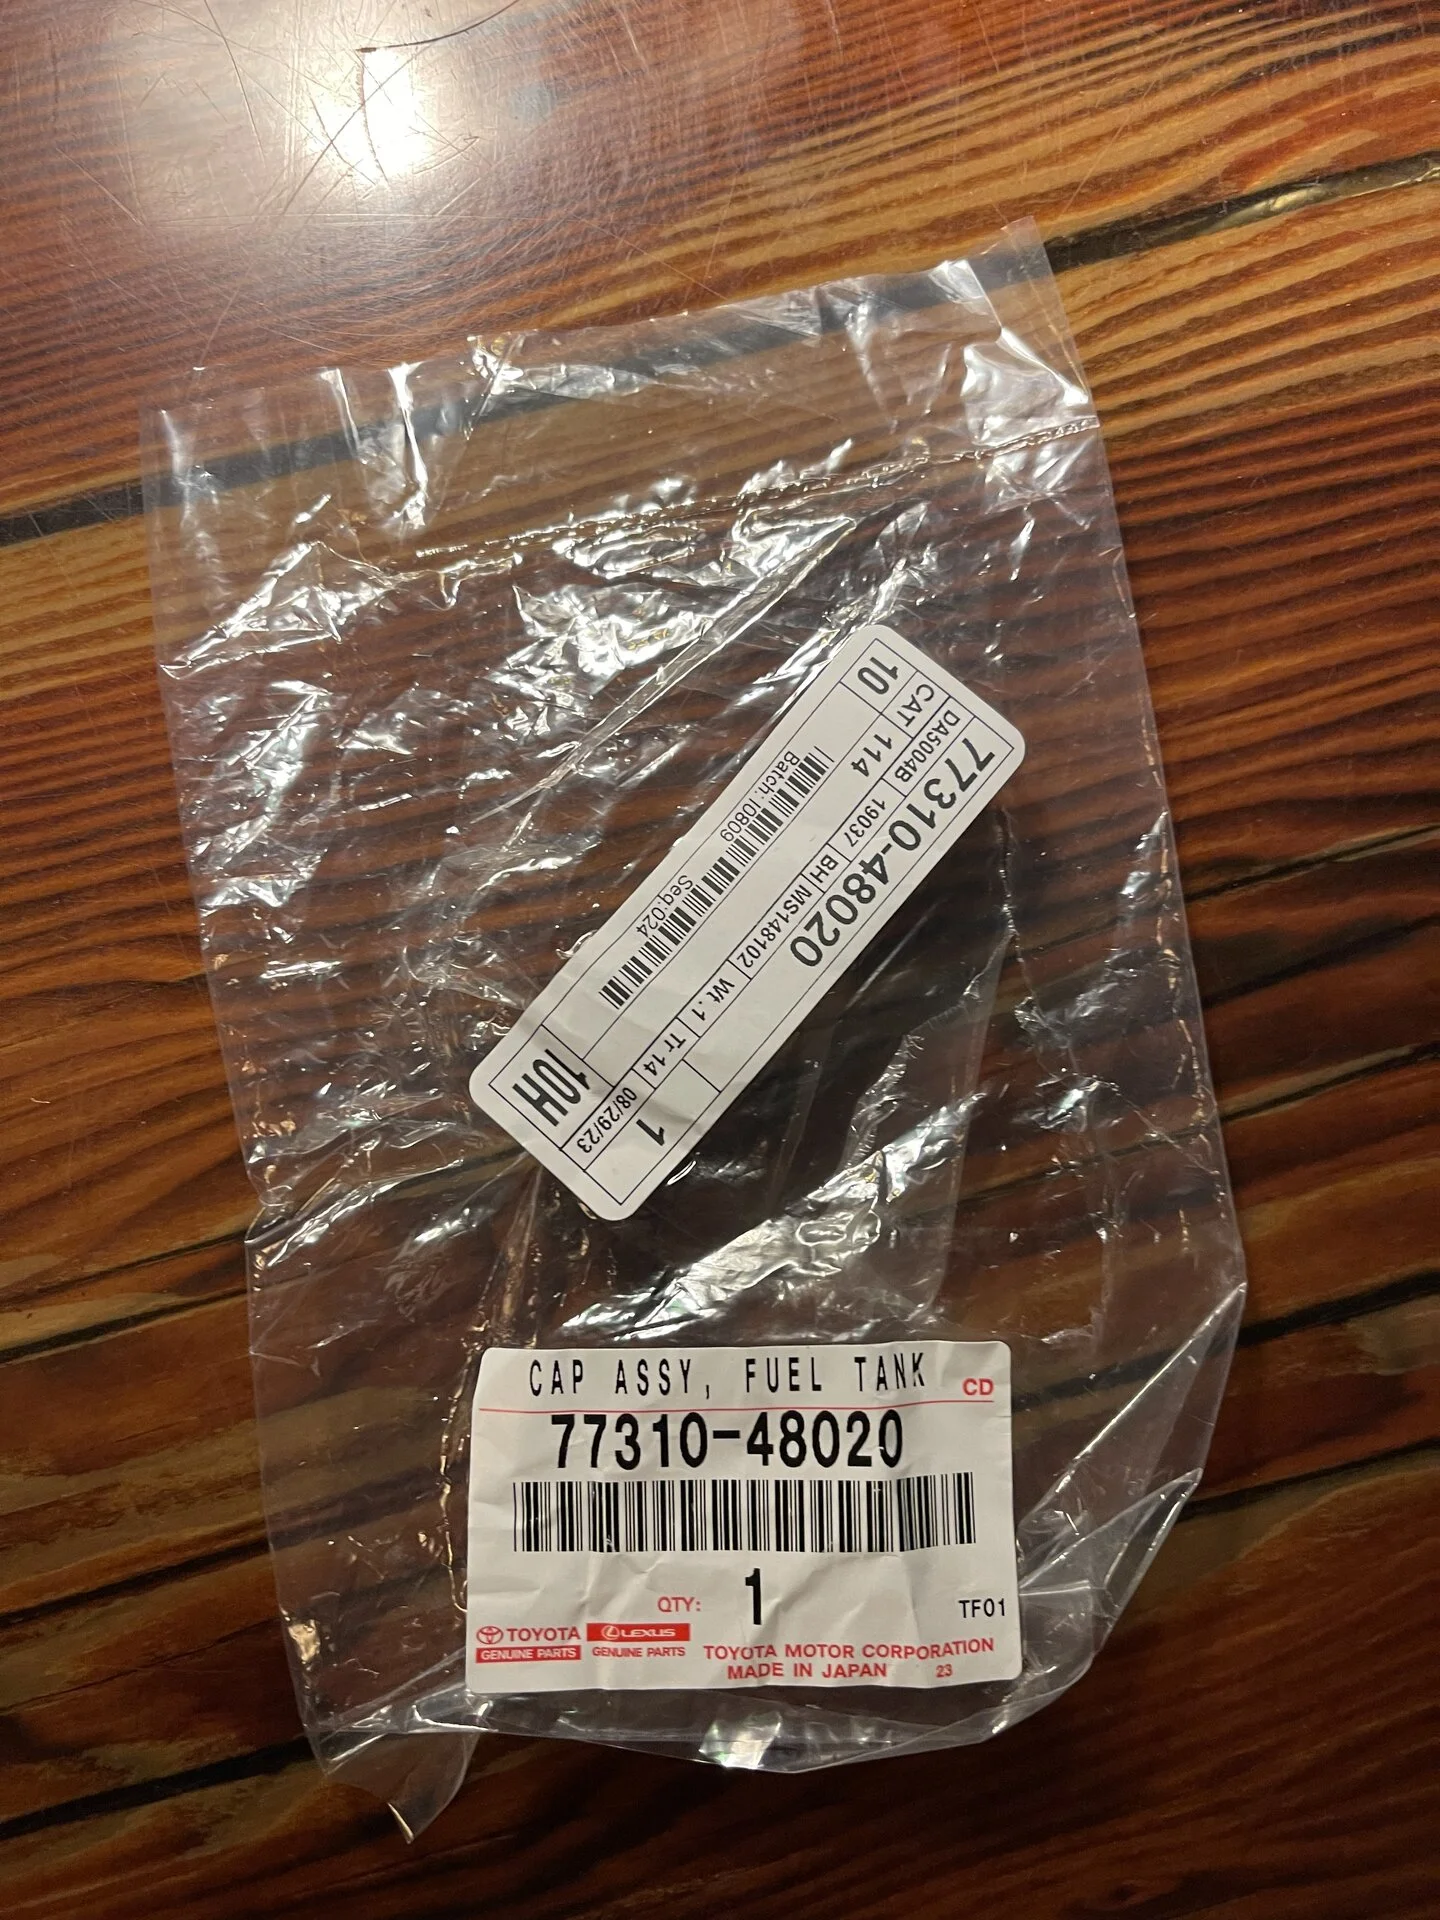 77310-48020
1
DA5004B 19037 BH MS148102 Wt .1 Tr 14 08/29/23
CAT 114
10
10H
Batch: I0809
Seq:024
CAP ASSY, FUEL TANK
CD
77310-48020
QTY: 1
TF01
TOYOTA
GENUINE PARTS
LEXUS
GENUINE PARTS
TOYOTA MOTOR CORPORATION
MADE IN JAPAN 23